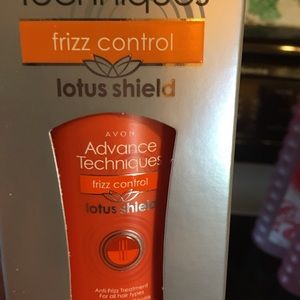 Techniques
frizz control
lotus shield
AVON
Advance
Techniques
frizz control
lotus shield
Anti Frizz Treatment
For all hair types